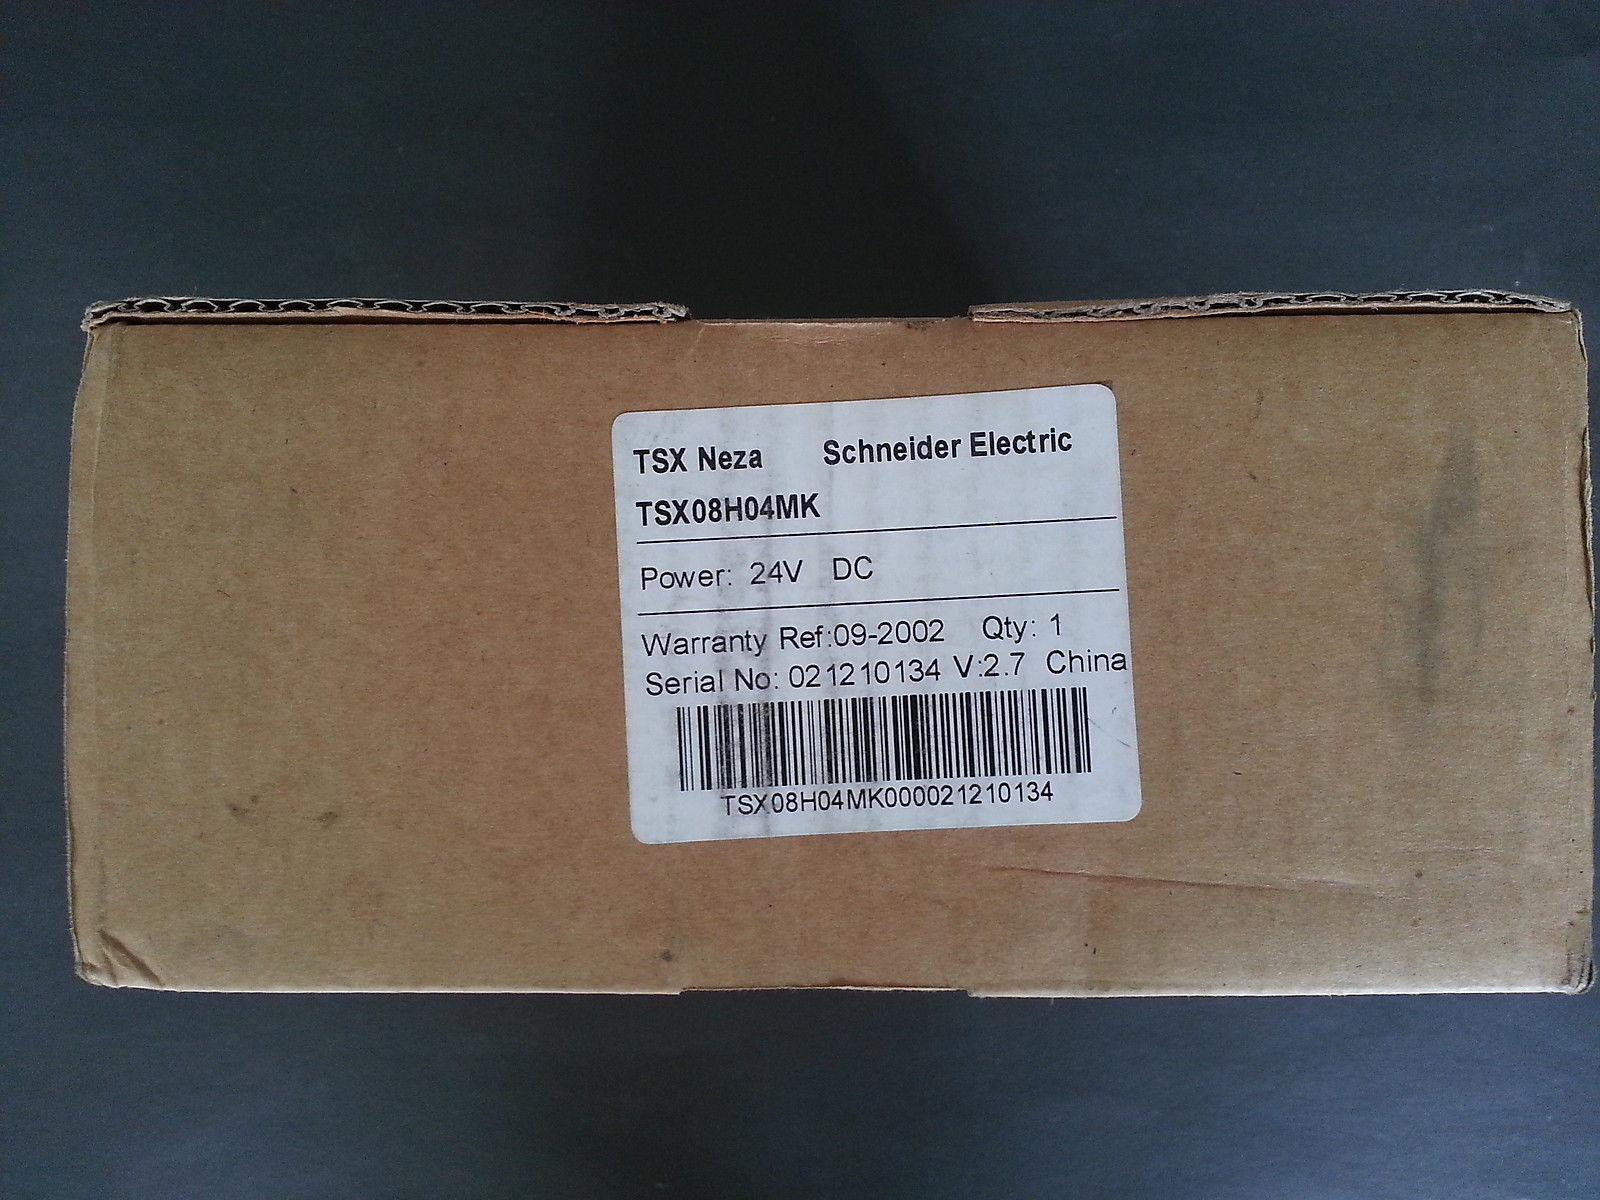 TSX Neza Schneider Electric
TSX08H04MK
Power: 24V DC
Warranty Ref:09-2002 Qty: 1
Serial No: 021210134 V:2.7 China
TSX08H04MK000021210134